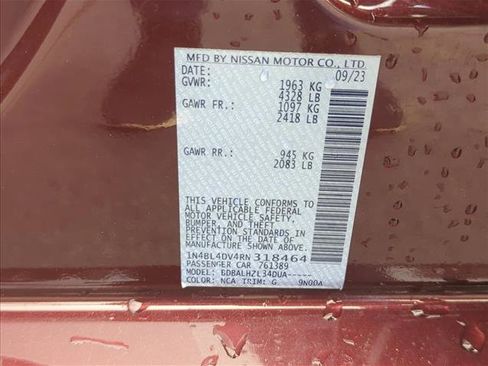 MFD BY NISSAN MOTOR CO., LTD.
DATE: 09/23
GVWR: 1963 KG
4328 LB
GAWR FR.: 1097 KG
2418 LB
GAWR RR.: 945 KG
2083 LB
THIS VEHICLE CONFORMS TO
ALL APPLICABLE FEDERAL
MOTOR VEHICLE SAFETY,
BUMPER, AND THEFT
PREVENTION STANDARDS IN
EFFECT ON THE DATE OF
MANUFACTURE SHOWN ABOVE.
1N4BL4DV4RN318464
PASSENGER CAR 761389
MODEL: BDBALHZL34DUA-----
COLOR: NCA TRIM: G 9N00A